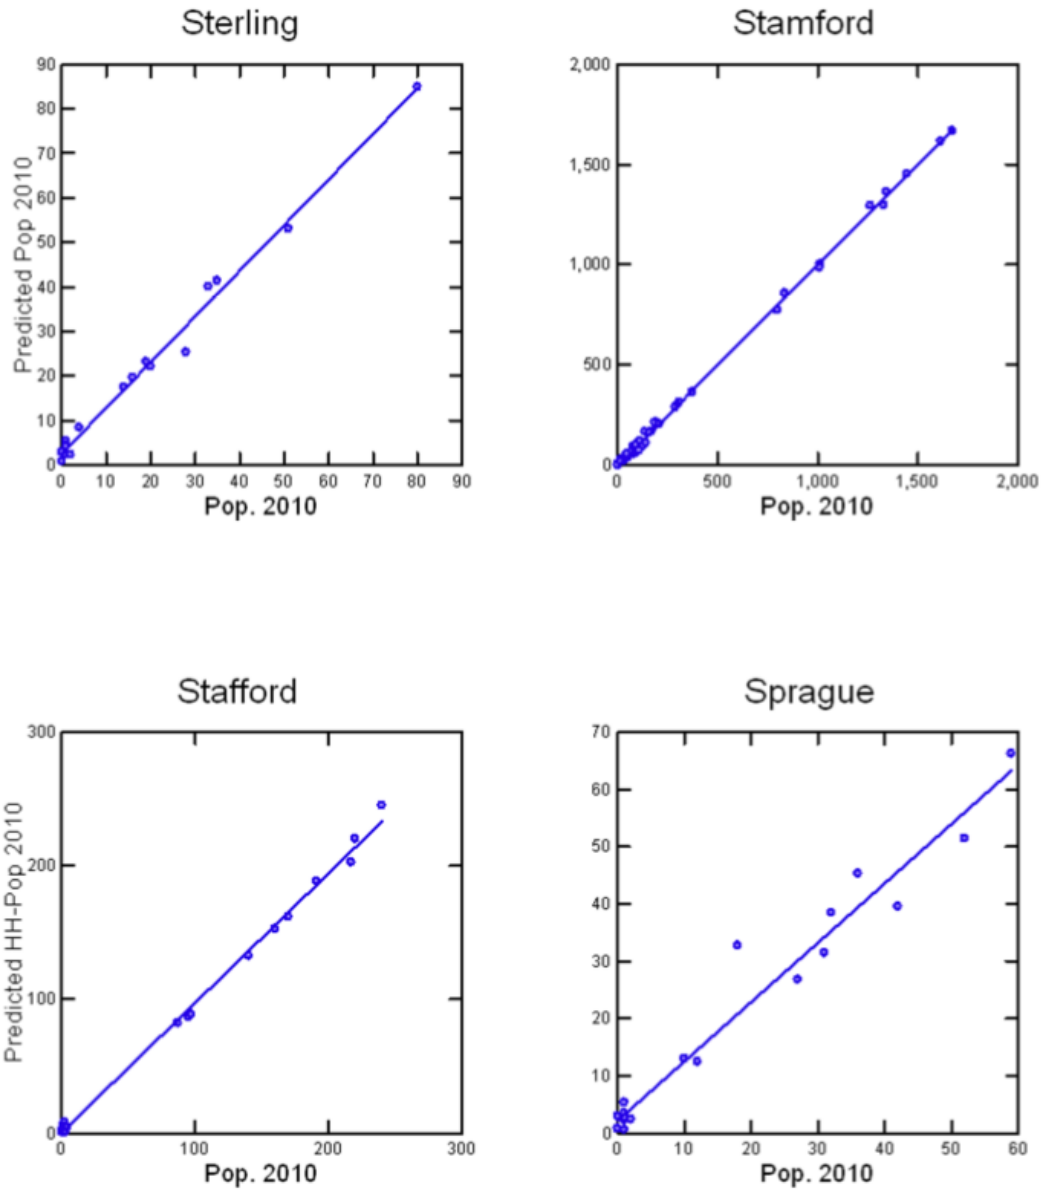 Sterling
Predicted Pop 2010
90
80
70
60
50
40
30
20
10
0
0 10 20 30 40 50 60 70 80 90
Pop. 2010
Stamford
2,000
1,500
1,000
500
0
0 500 1,000 1,500 2,000
Pop. 2010
Stafford
Predicted HH-Pop 2010
300
200
100
0
0 100 200 300
Pop. 2010
Sprague
70
60
50
40
30
20
10
0
0 10 20 30 40 50 60
Pop. 2010